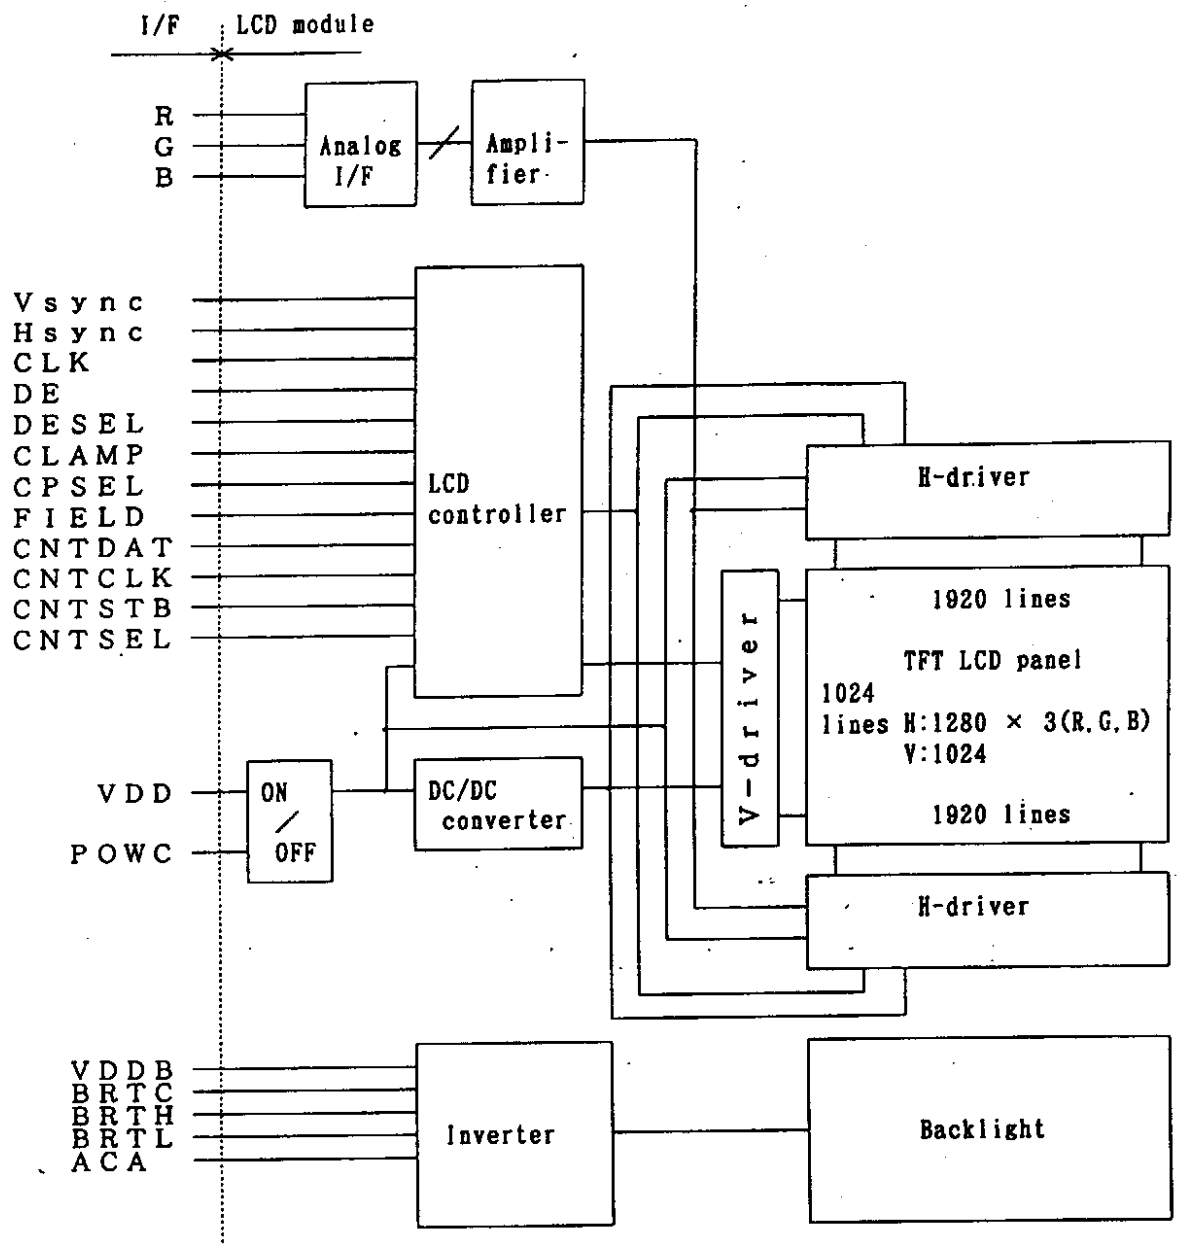 I/F LCD module
R
G
B
Analog
I/F
Ampli-
fier
Vsync
Hsync
CLK
DE
DESEL
CLAMP
CPSEL
FIELD
CNTDAT
CNTCLK
CNTSTB
CNTSEL
LCD
controller
H-driver
V-driver
1920 lines
TFT LCD panel
1024
lines H:1280 × 3(R,G,B)
V:1024
1920 lines
VDD
POWC
ON
/
OFF
DC/DC
converter
H-driver
VDDB
BRTC
BRTH
BRTL
ACA
Inverter
Backlight